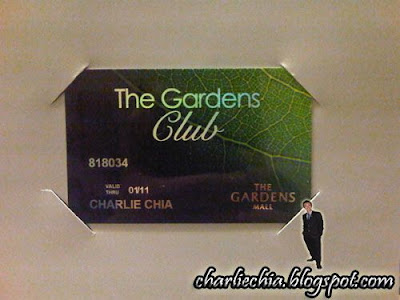 The Gardens
Club
818034
VALID
THRU 01/11
CHARLIE CHIA
THE
GARDENS
MALL
charliechia.blogspot.com